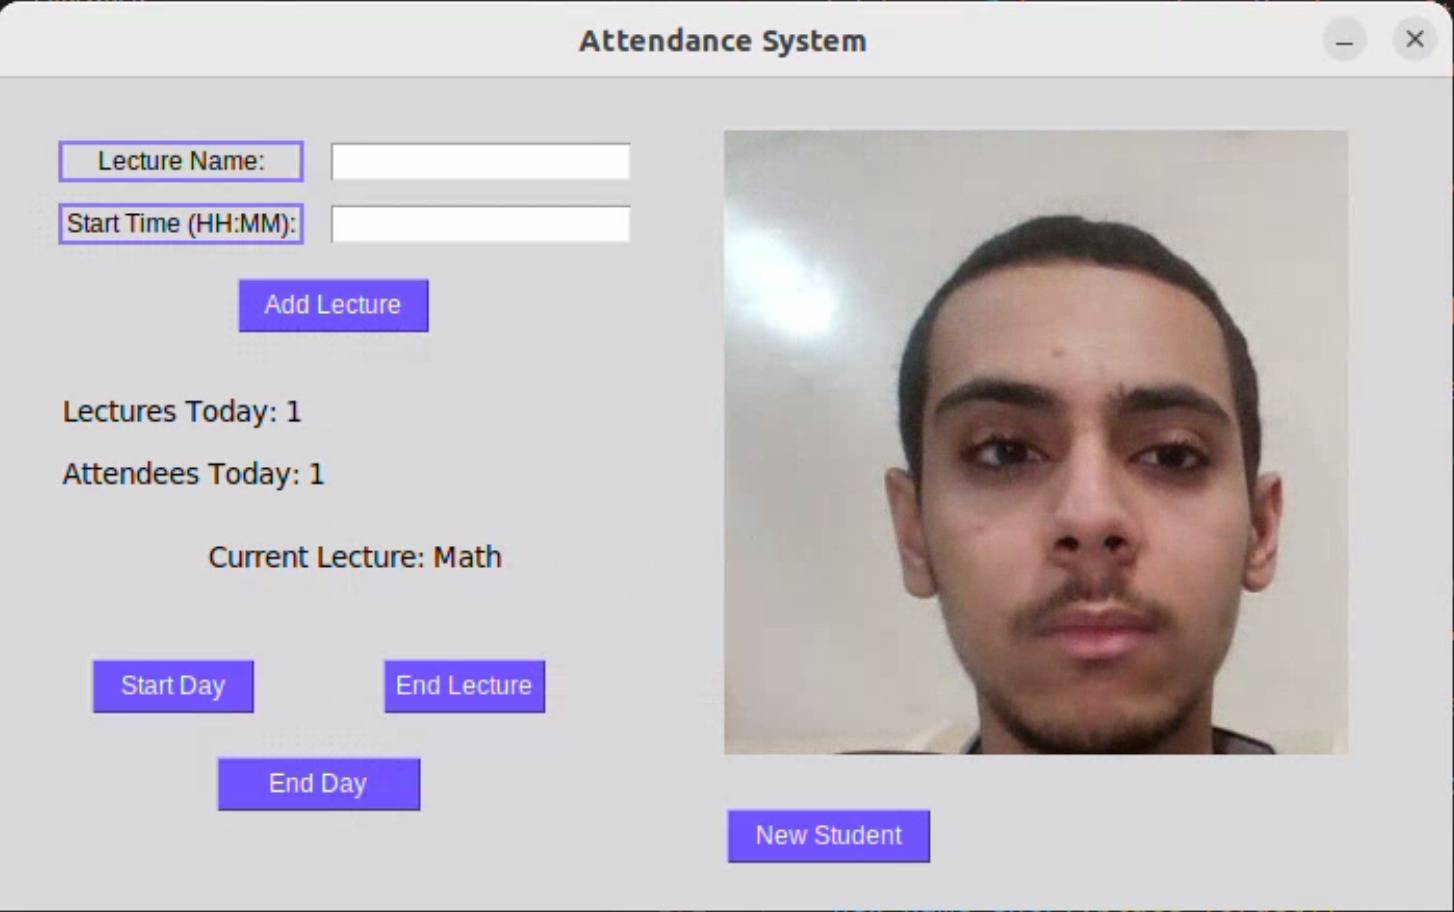 Attendance System
Lecture Name:
Start Time (HH:MM):
Add Lecture
Lectures Today: 1
Attendees Today: 1
Current Lecture: Math
Start Day
End Lecture
End Day
New Student